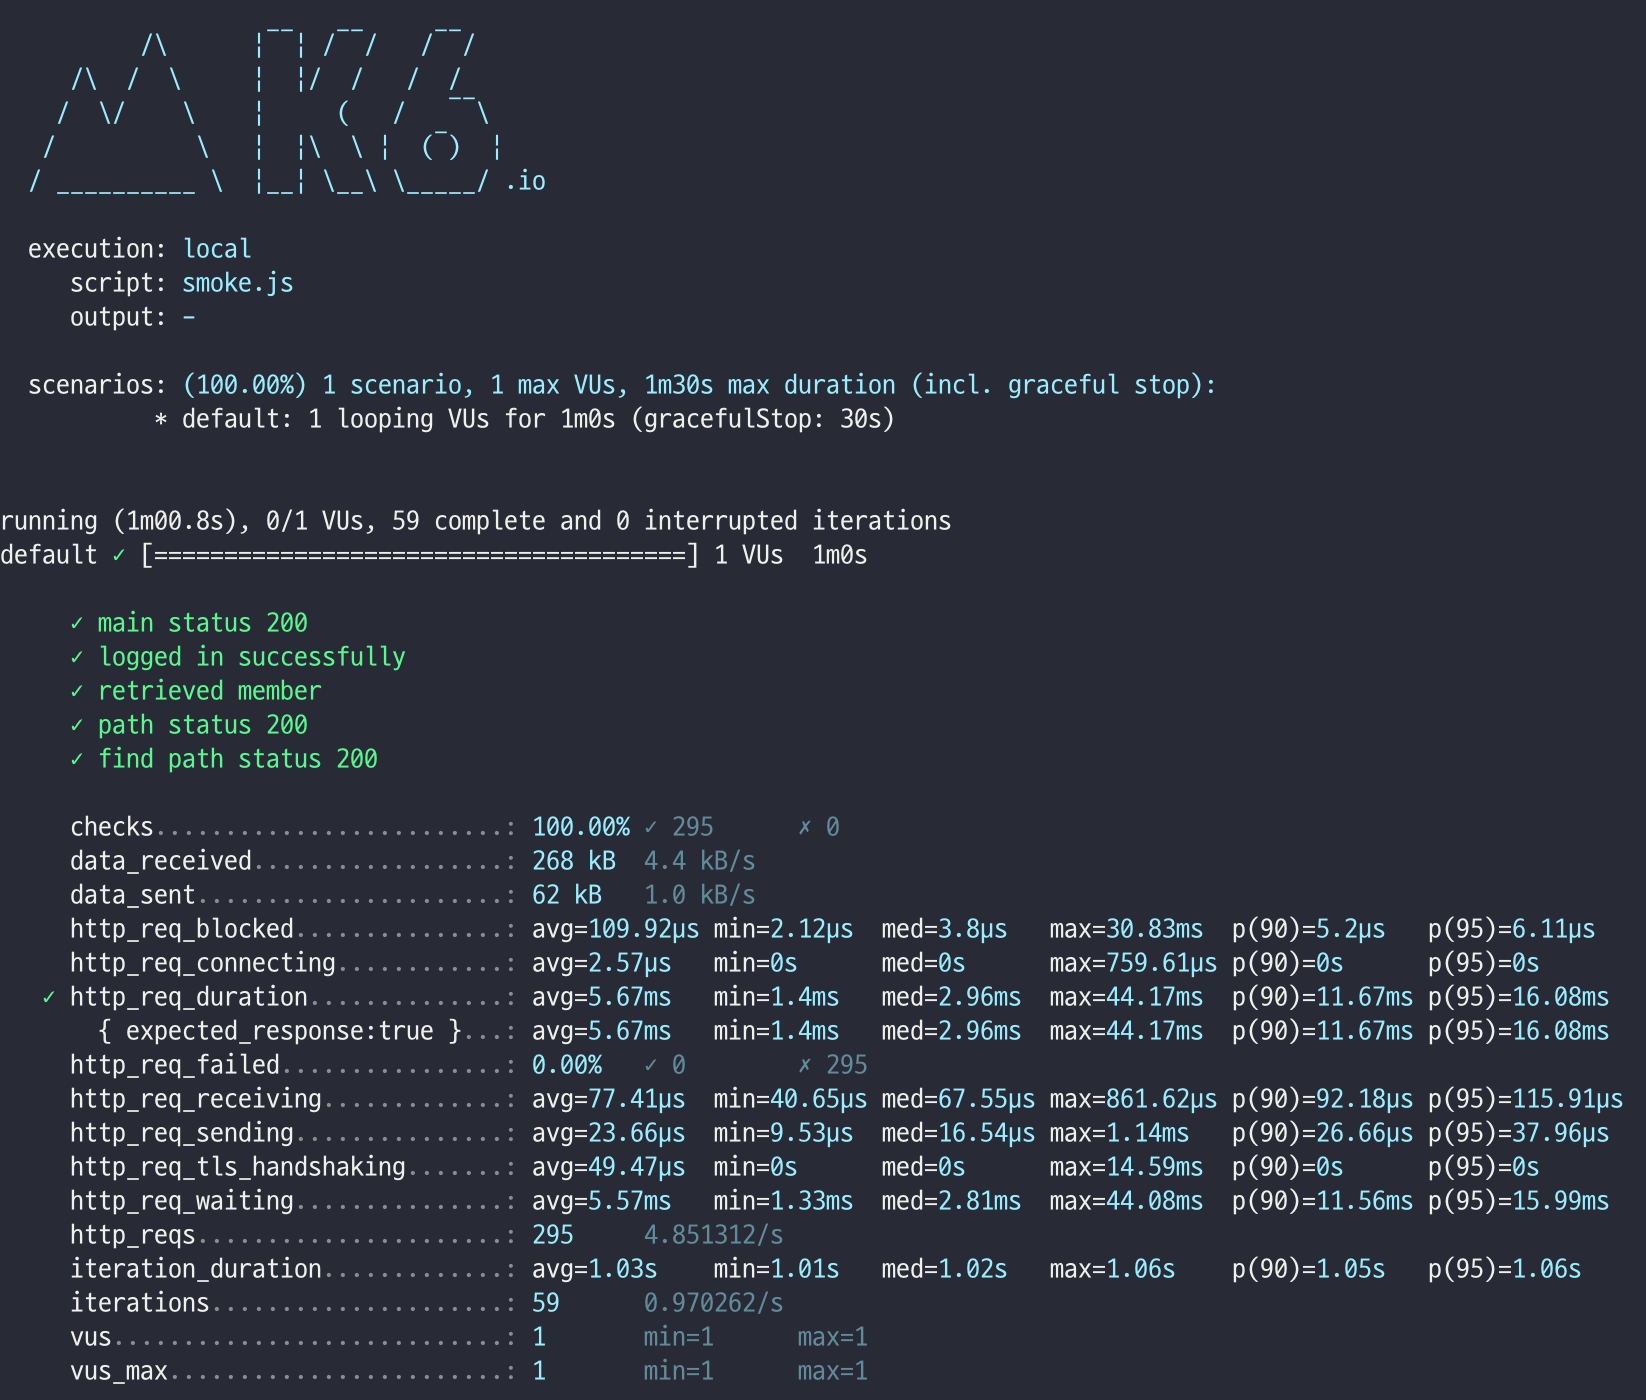 /\      |‾‾| /‾‾/   /‾‾/
     /\  /  \     |  |/  /   /  /
    /  \/    \    |     (   /   ‾‾\
   /          \   |  |\  \ |  (‾)  |
  / __________ \  |__| \__\ \_____/ .io

  execution: local
     script: smoke.js
     output: -

  scenarios: (100.00%) 1 scenario, 1 max VUs, 1m30s max duration (incl. graceful stop):
           * default: 1 looping VUs for 1m0s (gracefulStop: 30s)


running (1m00.8s), 0/1 VUs, 59 complete and 0 interrupted iterations
default ✓ [======================================] 1 VUs  1m0s

     ✓ main status 200
     ✓ logged in successfully
     ✓ retrieved member
     ✓ path status 200
     ✓ find path status 200

     checks.........................: 100.00% ✓ 295      ✗ 0
     data_received..................: 268 kB  4.4 kB/s
     data_sent......................: 62 kB   1.0 kB/s
     http_req_blocked...............: avg=109.92µs min=2.12µs  med=3.8µs   max=30.83ms  p(90)=5.2µs   p(95)=6.11µs
     http_req_connecting............: avg=2.57µs   min=0s      med=0s      max=759.61µs p(90)=0s      p(95)=0s
   ✓ http_req_duration..............: avg=5.67ms   min=1.4ms   med=2.96ms  max=44.17ms  p(90)=11.67ms p(95)=16.08ms
       { expected_response:true }...: avg=5.67ms   min=1.4ms   med=2.96ms  max=44.17ms  p(90)=11.67ms p(95)=16.08ms
     http_req_failed................: 0.00%   ✓ 0        ✗ 295
     http_req_receiving.............: avg=77.41µs  min=40.65µs med=67.55µs max=861.62µs p(90)=92.18µs p(95)=115.91µs
     http_req_sending...............: avg=23.66µs  min=9.53µs  med=16.54µs max=1.14ms   p(90)=26.66µs p(95)=37.96µs
     http_req_tls_handshaking.......: avg=49.47µs  min=0s      med=0s      max=14.59ms  p(90)=0s      p(95)=0s
     http_req_waiting...............: avg=5.57ms   min=1.33ms  med=2.81ms  max=44.08ms  p(90)=11.56ms p(95)=15.99ms
     http_reqs......................: 295     4.851312/s
     iteration_duration.............: avg=1.03s    min=1.01s   med=1.02s   max=1.06s    p(90)=1.05s   p(95)=1.06s
     iterations.....................: 59      0.970262/s
     vus............................: 1       min=1      max=1
     vus_max........................: 1       min=1      max=1